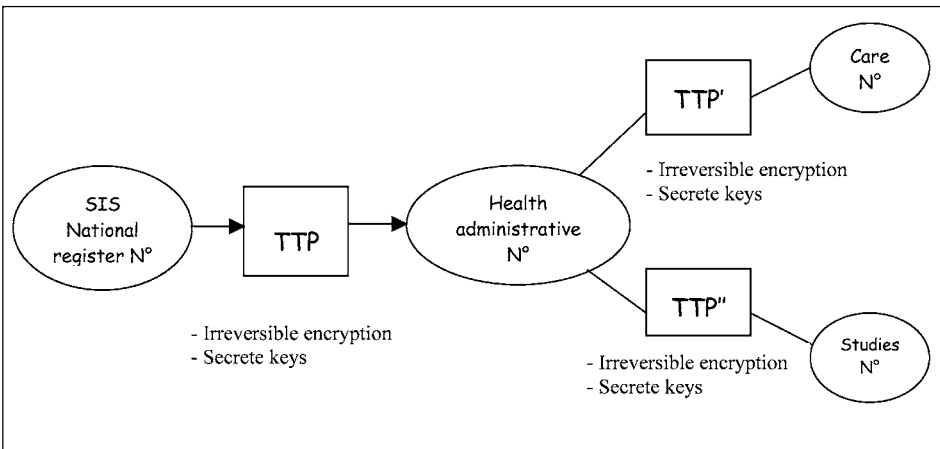 SIS
National
register N°
TTP
- Irreversible encryption
- Secrete keys
Health
administrative
N°
TTP'
- Irreversible encryption
- Secrete keys
Care
N°
TTP"
- Irreversible encryption
- Secrete keys
Studies
N°